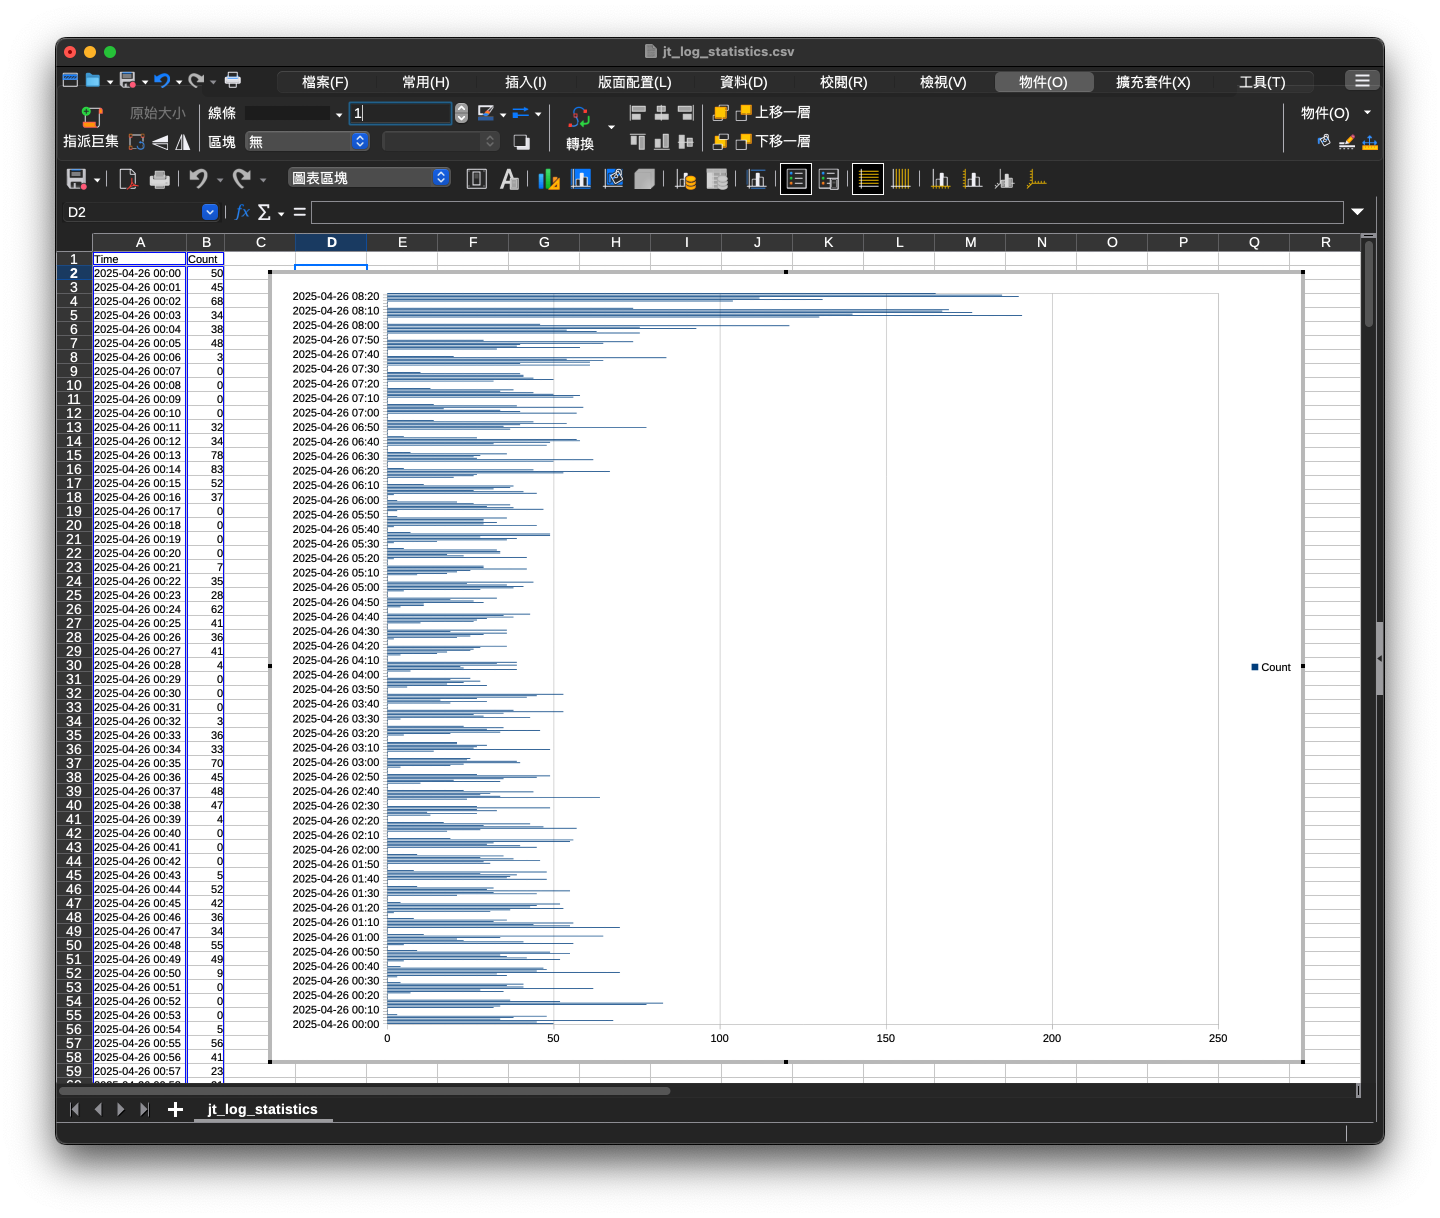 jt_log_statistics.csv
檔案(F) 常用(H) 插入(I) 版面配置(L) 資料(D) 校閱(R) 檢視(V) 物件(O) 擴充套件(X) 工具(T)
原始大小 線條 1 上移一層 物件(O)
指派巨集 區塊 無 轉換 下移一層
圖表區塊
D2 fx Σ =
A B C D E F G H I J K L M N O P Q R
1 Time Count
2 2025-04-26 00:00 50
3 2025-04-26 00:01 45
4 2025-04-26 00:02 68
5 2025-04-26 00:03 34
6 2025-04-26 00:04 38
7 2025-04-26 00:05 48
8 2025-04-26 00:06 3
9 2025-04-26 00:07 0
10 2025-04-26 00:08 0
11 2025-04-26 00:09 0
12 2025-04-26 00:10 0
13 2025-04-26 00:11 32
14 2025-04-26 00:12 34
15 2025-04-26 00:13 78
16 2025-04-26 00:14 83
17 2025-04-26 00:15 52
18 2025-04-26 00:16 37
19 2025-04-26 00:17 0
20 2025-04-26 00:18 0
21 2025-04-26 00:19 0
22 2025-04-26 00:20 0
23 2025-04-26 00:21 7
24 2025-04-26 00:22 35
25 2025-04-26 00:23 28
26 2025-04-26 00:24 62
27 2025-04-26 00:25 41
28 2025-04-26 00:26 36
29 2025-04-26 00:27 41
30 2025-04-26 00:28 4
31 2025-04-26 00:29 0
32 2025-04-26 00:30 0
33 2025-04-26 00:31 0
34 2025-04-26 00:32 3
35 2025-04-26 00:33 36
36 2025-04-26 00:34 33
37 2025-04-26 00:35 70
38 2025-04-26 00:36 45
39 2025-04-26 00:37 48
40 2025-04-26 00:38 47
41 2025-04-26 00:39 4
42 2025-04-26 00:40 0
43 2025-04-26 00:41 0
44 2025-04-26 00:42 0
45 2025-04-26 00:43 5
46 2025-04-26 00:44 52
47 2025-04-26 00:45 42
48 2025-04-26 00:46 36
49 2025-04-26 00:47 34
50 2025-04-26 00:48 55
51 2025-04-26 00:49 49
52 2025-04-26 00:50 9
53 2025-04-26 00:51 0
54 2025-04-26 00:52 0
55 2025-04-26 00:53 0
56 2025-04-26 00:54 5
57 2025-04-26 00:55 56
58 2025-04-26 00:56 41
59 2025-04-26 00:57 23
2025-04-26 08:20
2025-04-26 08:10
2025-04-26 08:00
2025-04-26 07:50
2025-04-26 07:40
2025-04-26 07:30
2025-04-26 07:20
2025-04-26 07:10
2025-04-26 07:00
2025-04-26 06:50
2025-04-26 06:40
2025-04-26 06:30
2025-04-26 06:20
2025-04-26 06:10
2025-04-26 06:00
2025-04-26 05:50
2025-04-26 05:40
2025-04-26 05:30
2025-04-26 05:20
2025-04-26 05:10
2025-04-26 05:00
2025-04-26 04:50
2025-04-26 04:40
2025-04-26 04:30
2025-04-26 04:20
2025-04-26 04:10
2025-04-26 04:00
2025-04-26 03:50
2025-04-26 03:40
2025-04-26 03:30
2025-04-26 03:20
2025-04-26 03:10
2025-04-26 03:00
2025-04-26 02:50
2025-04-26 02:40
2025-04-26 02:30
2025-04-26 02:20
2025-04-26 02:10
2025-04-26 02:00
2025-04-26 01:50
2025-04-26 01:40
2025-04-26 01:30
2025-04-26 01:20
2025-04-26 01:10
2025-04-26 01:00
2025-04-26 00:50
2025-04-26 00:40
2025-04-26 00:30
2025-04-26 00:20
2025-04-26 00:10
2025-04-26 00:00
0 50 100 150 200 250
Count
jt_log_statistics